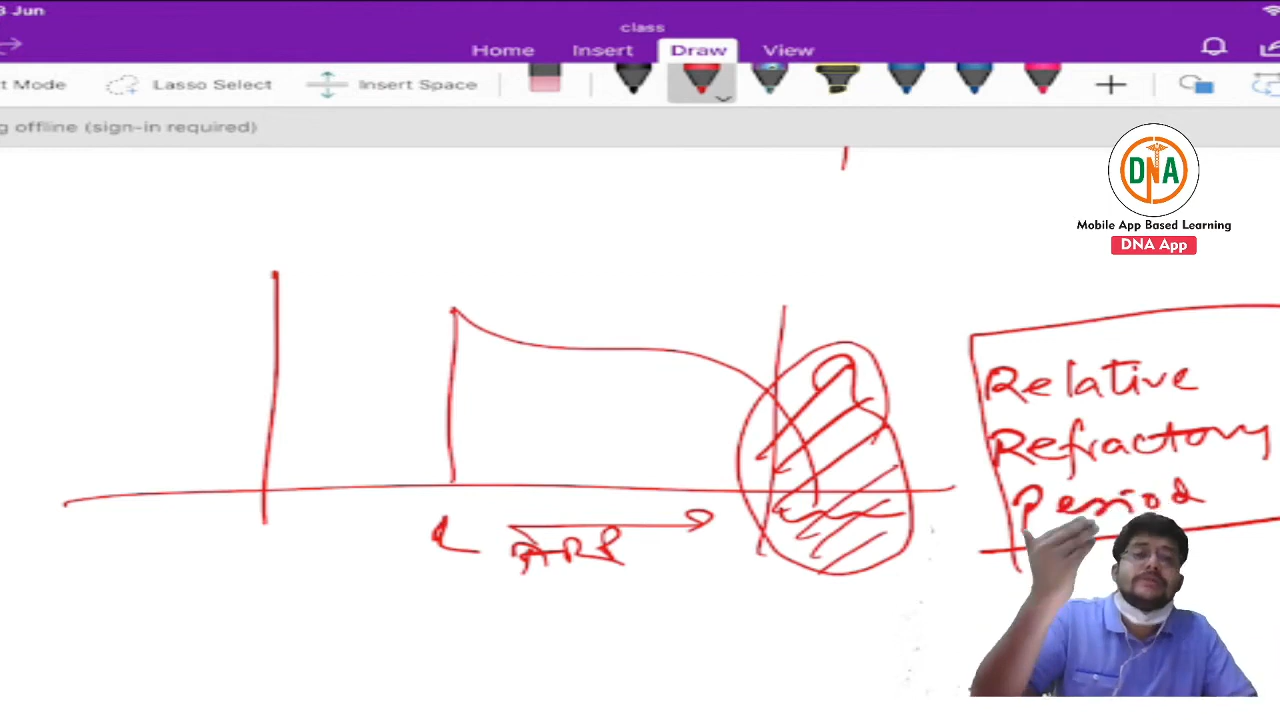 3 Jun
class
Home Insert Draw View
t Mode Lasso Select Insert Space
g offline (sign-in required)
DNA
Mobile App Based Learning
DNA App
Relative
Refractory
Period
ARP